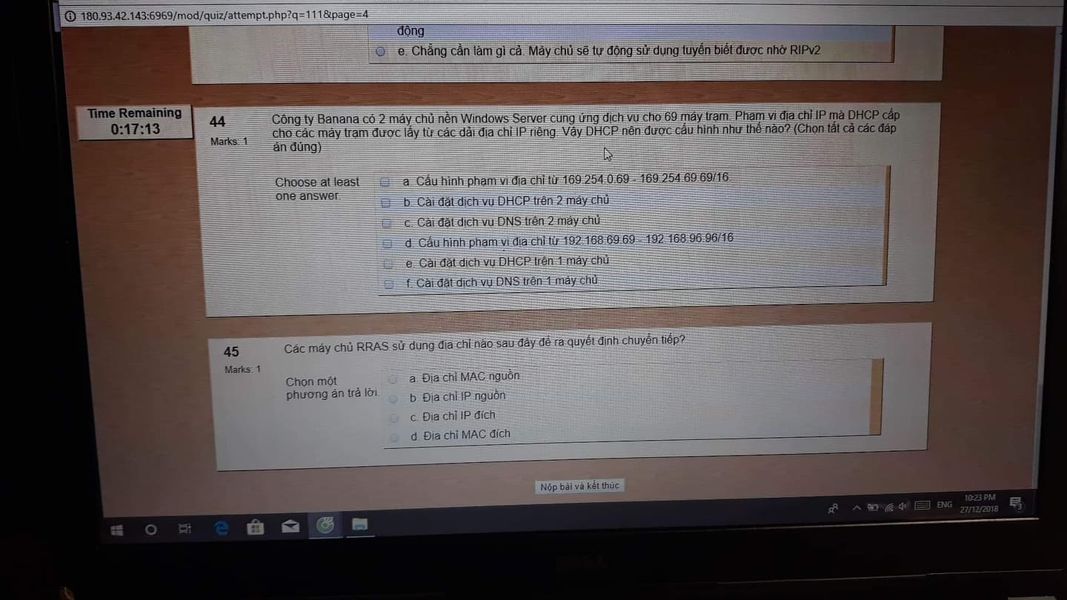 180.93.42.143:6969/mod/quiz/attempt.php?q=111&page=4
động
e. Chẳng cần làm gì cả. Máy chủ sẽ tự động sử dụng tuyến biết được nhờ RIPv2
Time Remaining
0:17:13
44
Marks: 1
Công ty Banana có 2 máy chủ nền Windows Server cung ứng dịch vụ cho 69 máy trạm. Phạm vi địa chỉ IP mà DHCP cấp
cho các máy trạm được lấy từ các dải địa chỉ IP riêng. Vậy DHCP nên được cấu hình như thế nào? (Chọn tất cả các đáp
án đúng)
Choose at least
one answer.
a. Cấu hình phạm vi địa chỉ từ 169.254.0.69 - 169.254.69.69/16
b. Cài đặt dịch vụ DHCP trên 2 máy chủ
c. Cài đặt dịch vụ DNS trên 2 máy chủ
d. Cấu hình phạm vi địa chỉ từ 192.168.69.69 - 192.168.96.96/16
e. Cài đặt dịch vụ DHCP trên 1 máy chủ
f. Cài đặt dịch vụ DNS trên 1 máy chủ
45
Marks: 1
Các máy chủ RRAS sử dụng địa chỉ nào sau đây để ra quyết định chuyển tiếp?
Chọn một
phương án trả lời.
a. Địa chỉ MAC nguồn
b. Địa chỉ IP nguồn
c. Địa chỉ IP đích
d. Địa chỉ MAC đích
Nộp bài và kết thúc
ENG
10:23 PM
27/12/2018
3